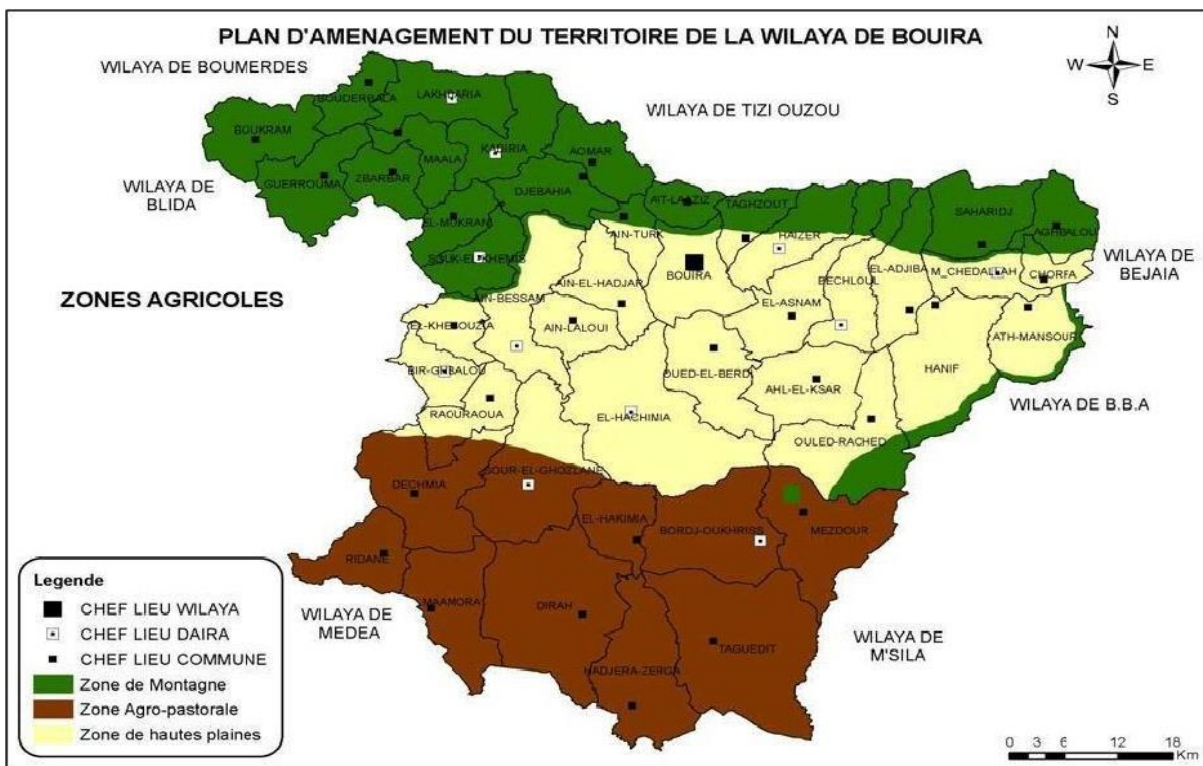 PLAN D'AMENAGEMENT DU TERRITOIRE DE LA WILAYA DE BOUIRA
N
W E
S
WILAYA DE BOUMERDES
WILAYA DE TIZI OUZOU
WILAYA DE BLIDA
WILAYA DE BEJAIA
ZONES AGRICOLES
BOUDERBALA
LAKHDARIA
BOUKRAM
KADIRIA
AOMAR
MAALA
GUERROUMA
ZBARBAR
DJEBAHIA
EL-MOKRANI
SOUK-EL-KHEMIS
AIT-LAAZIZ
TAGHZOUT
SAHARIDJ
AGHBALOU
AIN-TURK
HAIZER
BOUIRA
BECHLOUL
EL-ADJIBA
M_CHEDALLAH
CHORFA
AIN-BESSAM
AIN-EL-HADJAR
EL-ASNAM
EL-KHEBOUZIA
AIN-LALOUI
ATH-MANSOUR
BIR-GHBALOU
OUED-EL-BERDI
AHL-EL-KSAR
HANIF
RAOURAOUA
EL-HACHIMIA
OULED-RACHED
WILAYA DE B.B.A
SOUR-EL-GHOZLANE
DECHMIA
EL-HAKIMIA
BORDJ-OUKHRISS
MEZDOUR
RIDANE
MAAMORA
DIRAH
TAGUEDIT
HADJERA-ZERGA
WILAYA DE MEDEA
WILAYA DE M'SILA
Legende
CHEF LIEU WILAYA
CHEF LIEU DAIRA
CHEF LIEU COMMUNE
Zone de Montagne
Zone Agro-pastorale
Zone de hautes plaines
0 3 6 12 18
Km